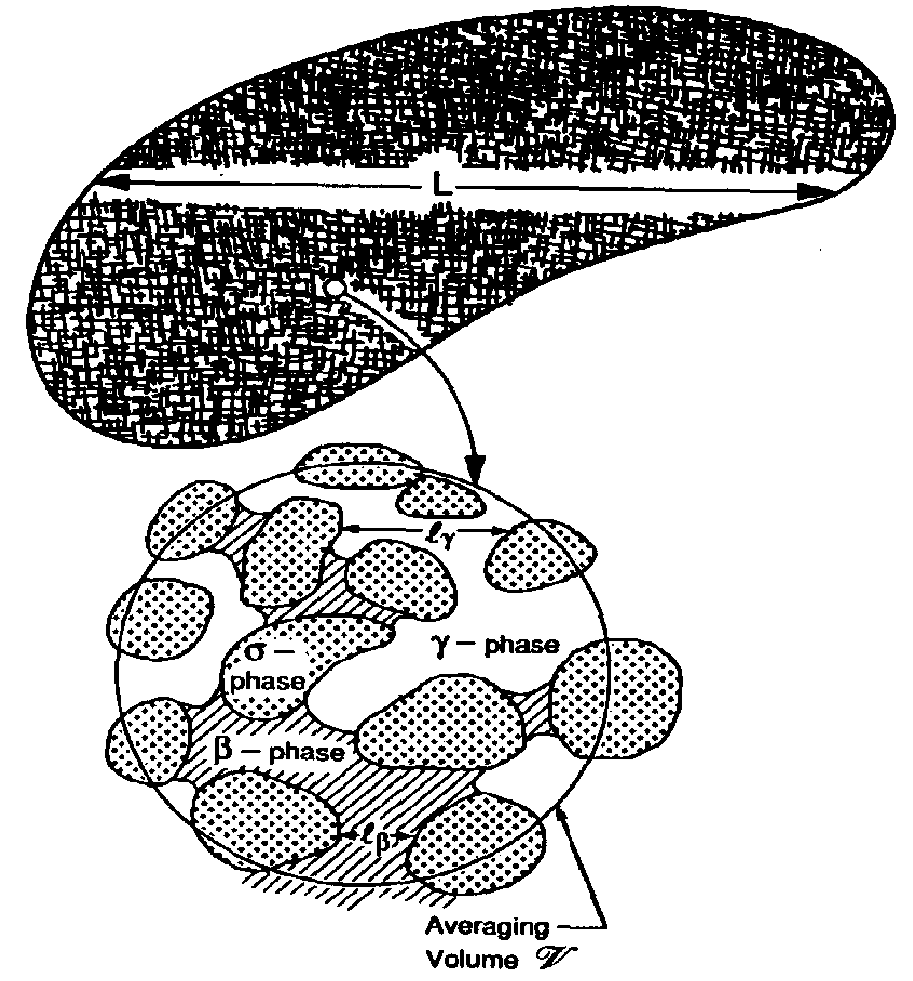 L
ℓγ
γ – phase
σ –
phase
β – phase
ℓβ
Averaging
Volume 𝒱